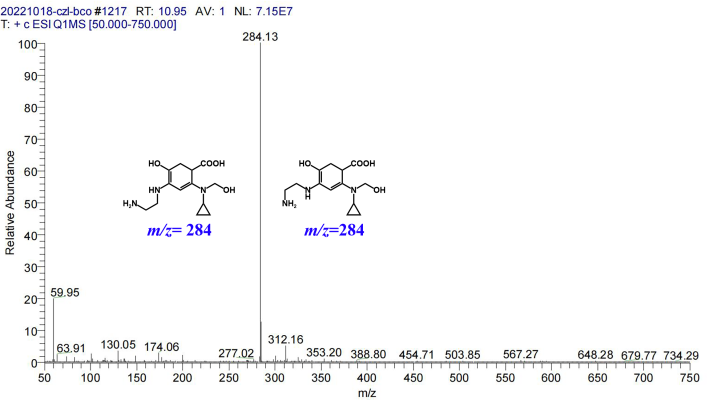 20221018-czl-bco #1217 RT: 10.95 AV: 1 NL: 7.15E7
T: + c ESI Q1MS [50.000-750.000]
284.13
100
90
80
70
60
50
40
30
20
10
0
Relative Abundance
HO
COOH
NH
N
OH
H₂N
m/z= 284
HO
COOH
HN
N
H
N
OH
NH₂
m/z=284
59.95
63.91
130.05
174.06
277.02
312.16
353.20
388.80
454.71
503.85
567.27
648.28
679.77
734.29
50
100
150
200
250
300
350
400
450
500
550
600
650
700
750
m/z